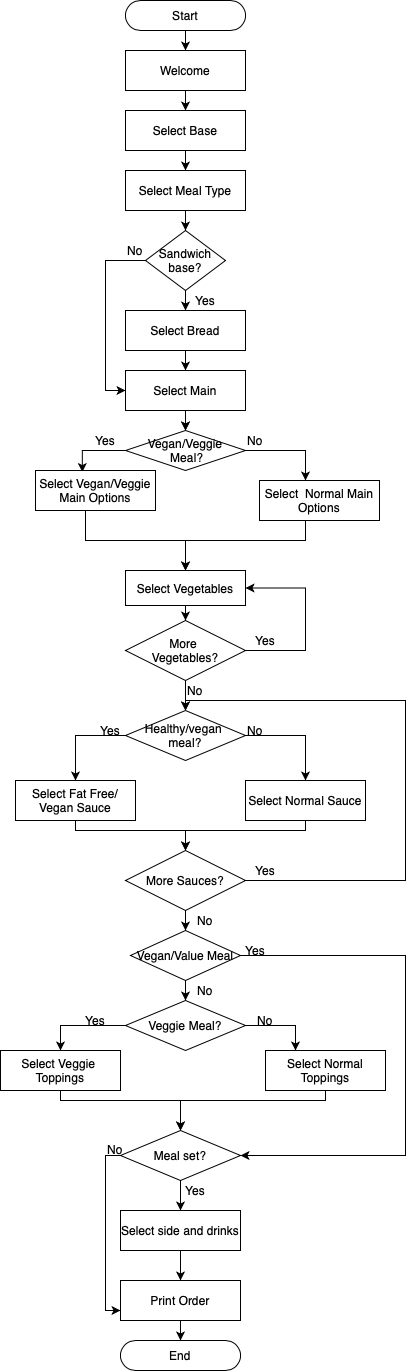 Start
Welcome
Select Base
Select Meal Type
No
Sandwich
base?
Yes
Select Bread
Select Main
Yes
Vegan/Veggie
Meal?
No
Select Vegan/Veggie
Main Options
Select Normal Main
Options
Select Vegetables
More
Vegetables?
Yes
No
Healthy/vegan
meal?
Yes
No
Select Fat Free/
Vegan Sauce
Select Normal Sauce
More Sauces?
Yes
No
Vegan/Value Meal
Yes
No
Yes
Veggie Meal?
No
Select Veggie
Toppings
Select Normal
Toppings
No
Meal set?
Yes
Select side and drinks
Print Order
End